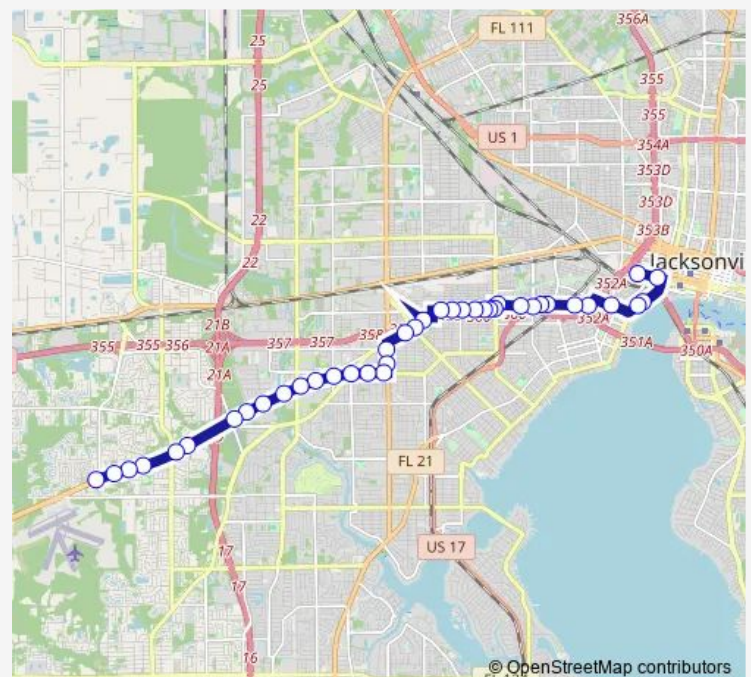 356A
FL 111
25
355
25
355
US 1
354A
353D
353D
22
353B
22
Jacksonvi
352A
21B
355
355
356
21A
357
357
352A
351A
350A
21A
FL 21
17
US 17
17
16
© OpenStreetMap contributors